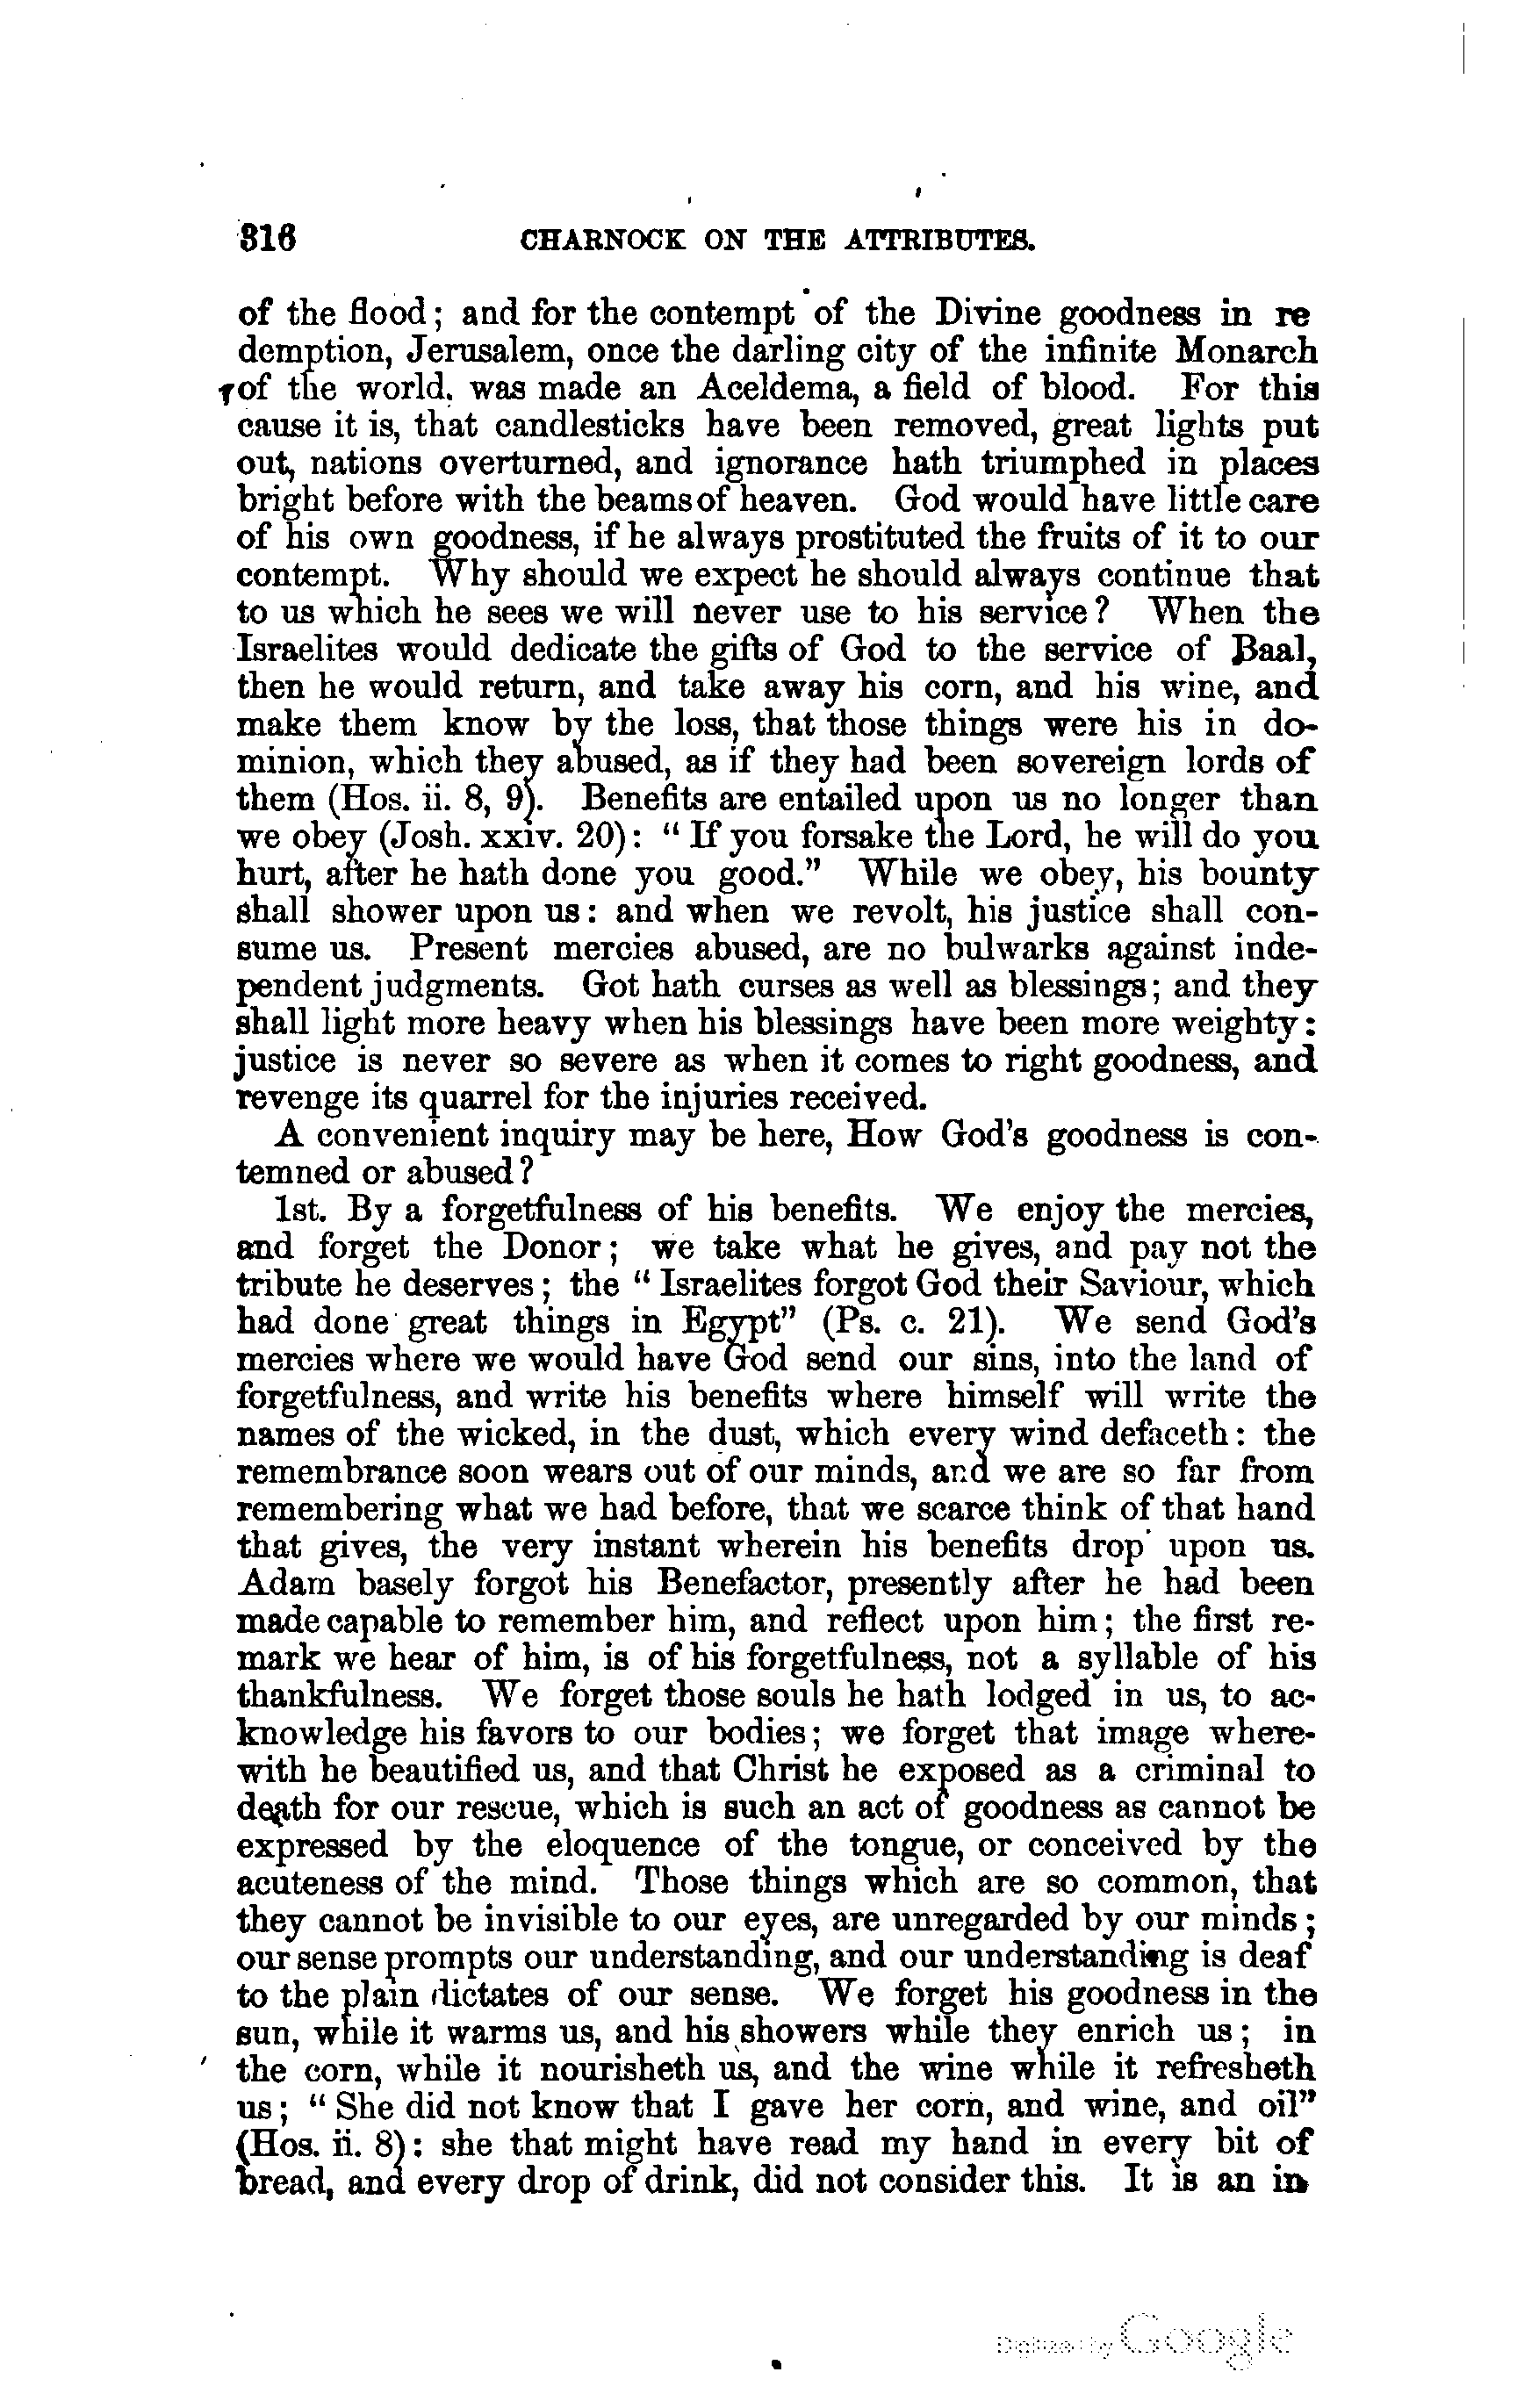 316 CHARNOCK ON THE ATTRIBUTES.
of the flood; and for the contempt of the Divine goodness in re
demption, Jerusalem, once the darling city of the infinite Monarch
of the world, was made an Aceldema, a field of blood. For this
cause it is, that candlesticks have been removed, great lights put
out, nations overturned, and ignorance hath triumphed in places
bright before with the beams of heaven. God would have little care
of his own goodness, if he always prostituted the fruits of it to our
contempt. Why should we expect he should always continue that
to us which he sees we will never use to his service? When the
Israelites would dedicate the gifts of God to the service of Baal,
then he would return, and take away his corn, and his wine, and
make them know by the loss, that those things were his in do-
minion, which they abused, as if they had been sovereign lords of
them (Hos. ii. 8, 9). Benefits are entailed upon us no longer than
we obey (Josh. xxiv. 20): “If you forsake the Lord, he will do you
hurt, after he hath done you good.” While we obey, his bounty
shall shower upon us: and when we revolt, his justice shall con-
sume us. Present mercies abused, are no bulwarks against inde-
pendent judgments. Got hath curses as well as blessings; and they
shall light more heavy when his blessings have been more weighty:
justice is never so severe as when it comes to right goodness, and
revenge its quarrel for the injuries received.
A convenient inquiry may be here, How God's goodness is con-
temned or abused?
1st. By a forgetfulness of his benefits. We enjoy the mercies,
and forget the Donor; we take what he gives, and pay not the
tribute he deserves; the “Israelites forgot God their Saviour, which
had done great things in Egypt” (Ps. c. 21). We send God's
mercies where we would have God send our sins, into the land of
forgetfulness, and write his benefits where himself will write the
names of the wicked, in the dust, which every wind defaceth: the
remembrance soon wears out of our minds, and we are so far from
remembering what we had before, that we scarce think of that hand
that gives, the very instant wherein his benefits drop upon us.
Adam basely forgot his Benefactor, presently after he had been
made capable to remember him, and reflect upon him; the first re-
mark we hear of him, is of his forgetfulness, not a syllable of his
thankfulness. We forget those souls he hath lodged in us, to ac-
knowledge his favors to our bodies; we forget that image where-
with he beautified us, and that Christ he exposed as a criminal to
death for our rescue, which is such an act of goodness as cannot be
expressed by the eloquence of the tongue, or conceived by the
acuteness of the mind. Those things which are so common, that
they cannot be invisible to our eyes, are unregarded by our minds;
our sense prompts our understanding, and our understanding is deaf
to the plain dictates of our sense. We forget his goodness in the
sun, while it warms us, and his showers while they enrich us; in
the corn, while it nourisheth us, and the wine while it refresheth
us; “She did not know that I gave her corn, and wine, and oil”
(Hos. ii. 8): she that might have read my hand in every bit of
bread, and every drop of drink, did not consider this. It is an in
Digitized by Google